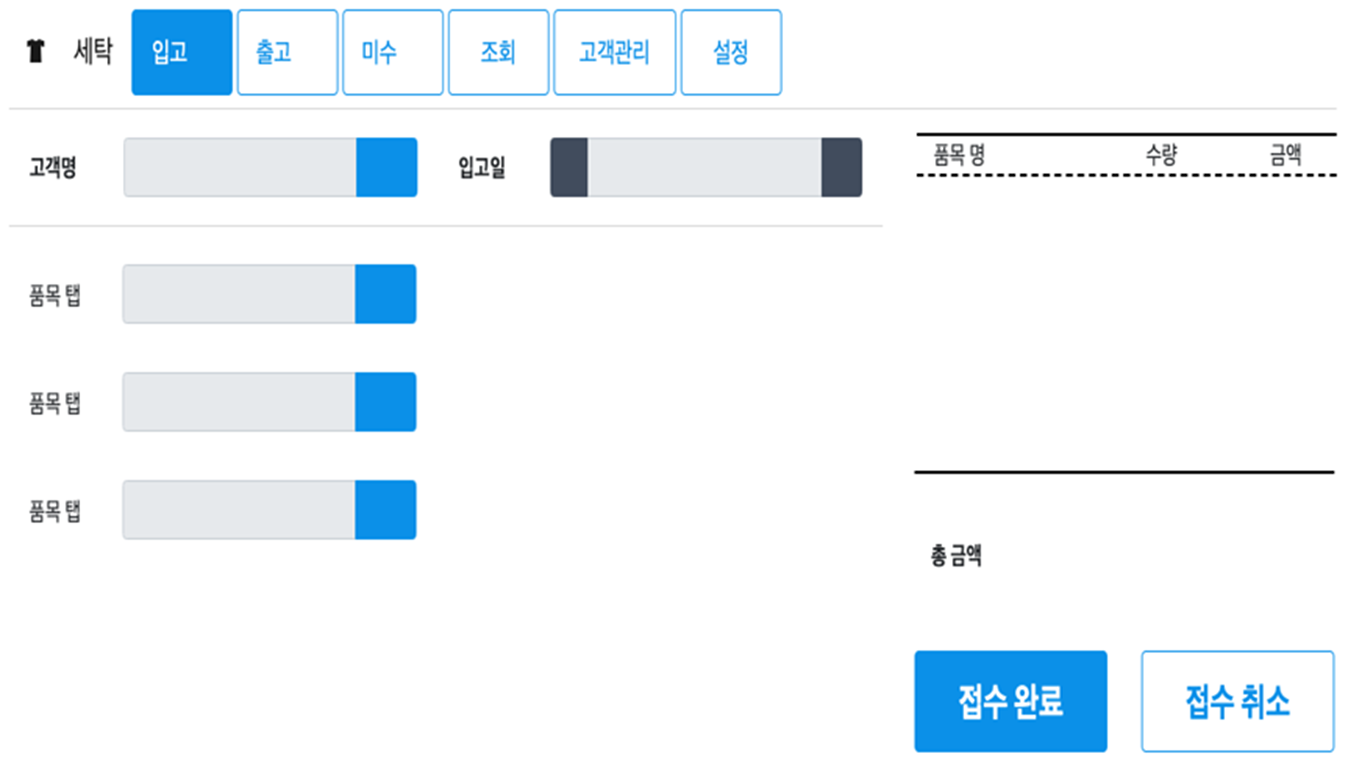 세탁 입고 출고 미수 조회 고객관리 설정
고객명 입고일
품목 명 수량 금액
품목 탭
품목 탭
품목 탭
총 금액
접수 완료 접수 취소